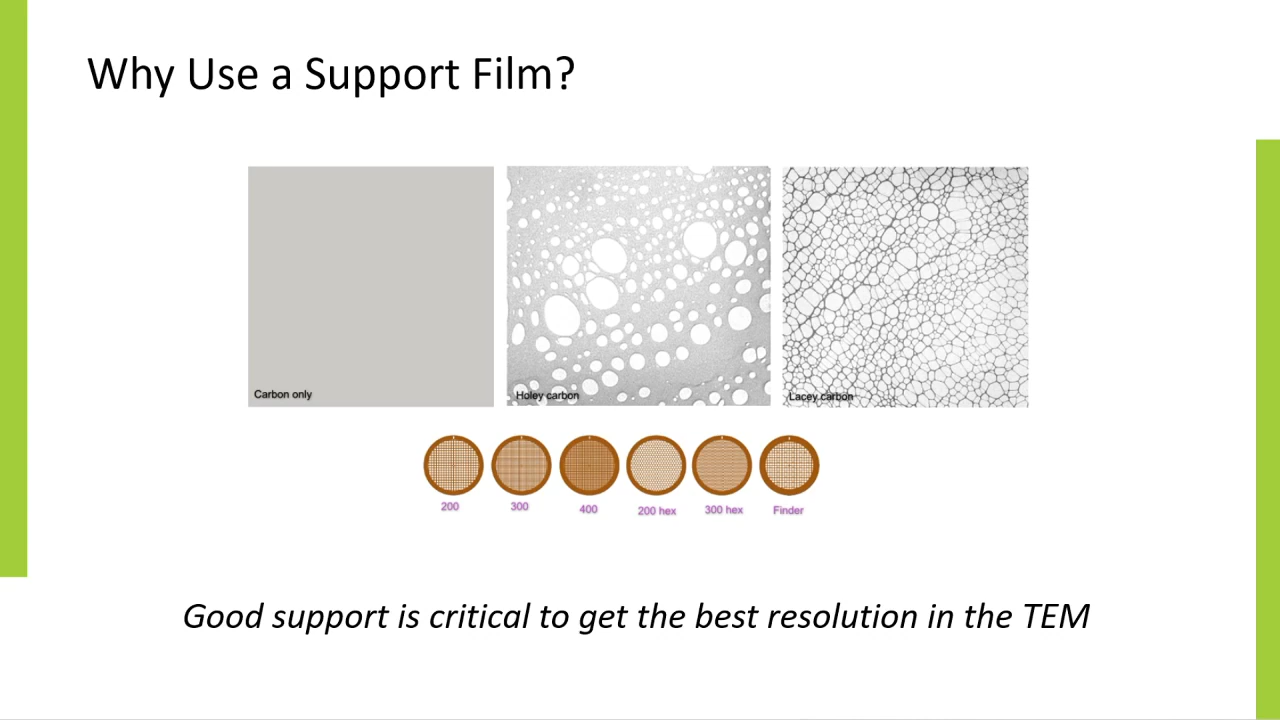 Why Use a Support Film?
Carbon only
Holey carbon
Lacey carbon
200
300
400
200 hex
300 hex
Finder
Good support is critical to get the best resolution in the TEM